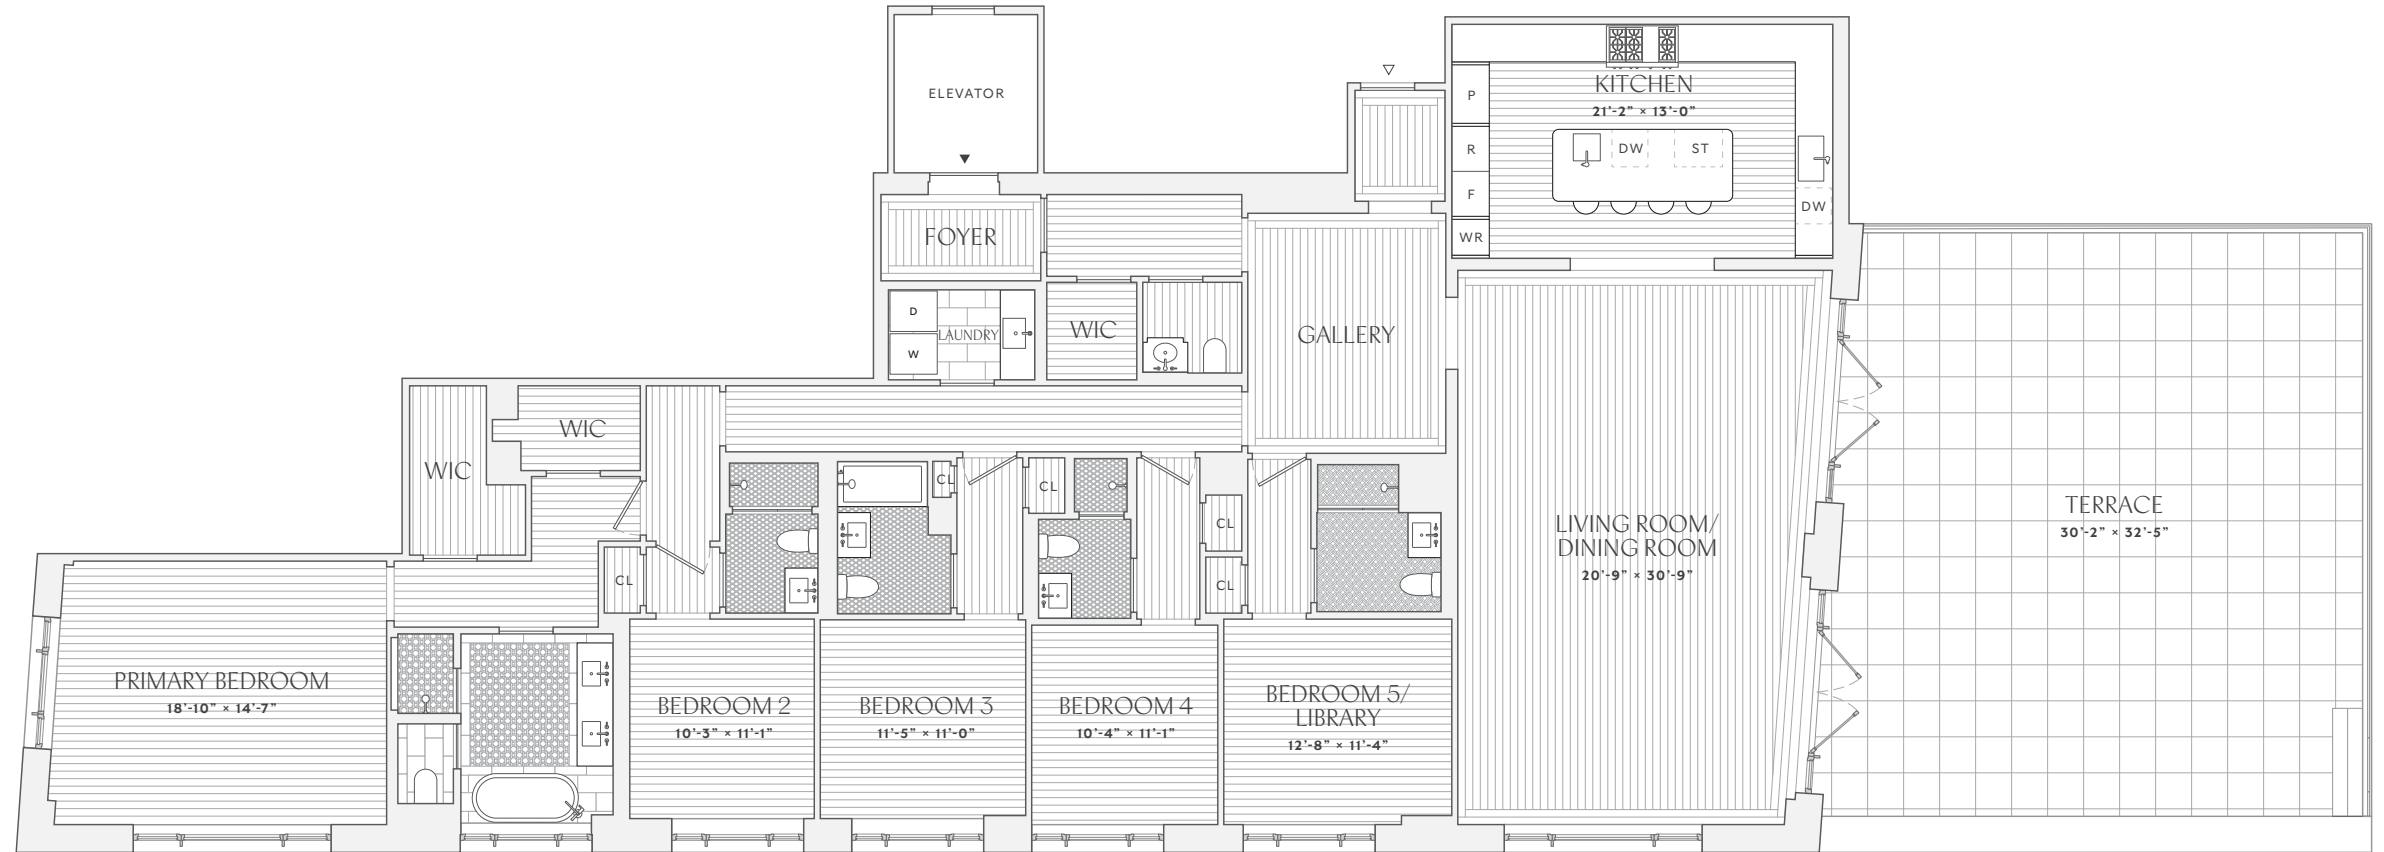 ELEVATOR
KITCHEN
21'-2" × 13'-0"
P
R
F
WR
DW
ST
DW
FOYER
D
W
LAUNDRY
WIC
GALLERY
WIC
WIC
CL
CL
CL
CL
CL
TERRACE
30'-2" × 32'-5"
LIVING ROOM/
DINING ROOM
20'-9" × 30'-9"
PRIMARY BEDROOM
18'-10" × 14'-7"
BEDROOM 2
10'-3" × 11'-1"
BEDROOM 3
11'-5" × 11'-0"
BEDROOM 4
10'-4" × 11'-1"
BEDROOM 5/
LIBRARY
12'-8" × 11'-4"